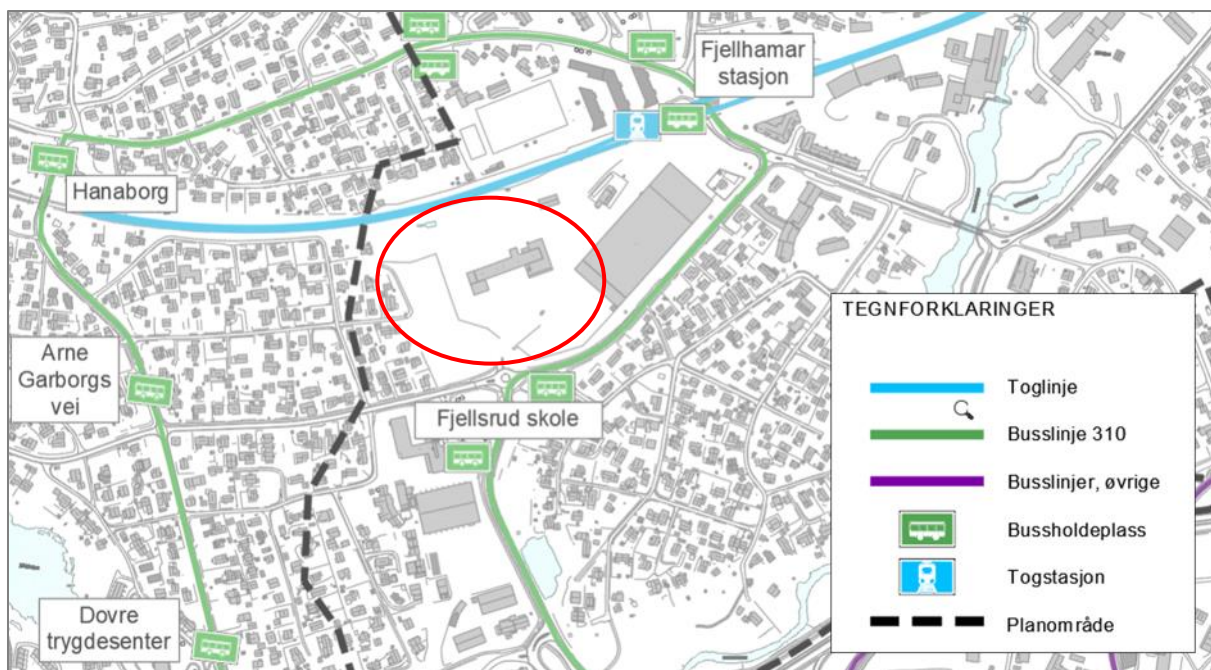 Fjellhamar
stasjon
Hanaborg
Arne
Garborgs
vei
Fjellsrud skole
Dovre
trygdesenter
TEGNFORKLARINGER
Toglinje
Busslinje 310
Busslinjer, øvrige
Bussholdeplass
Togstasjon
Planområde